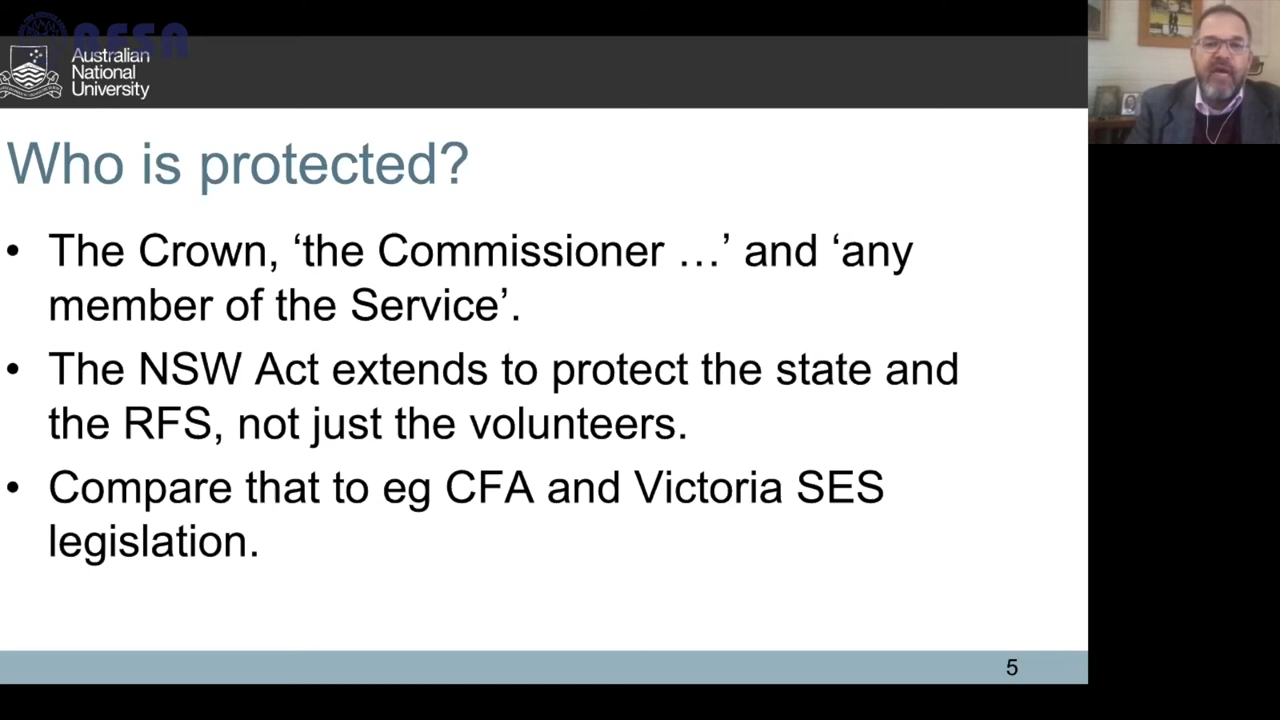 RFSA
Australian
National
University
Who is protected?
• The Crown, ‘the Commissioner …’ and ‘any
member of the Service’.
• The NSW Act extends to protect the state and
the RFS, not just the volunteers.
• Compare that to eg CFA and Victoria SES
legislation.
5